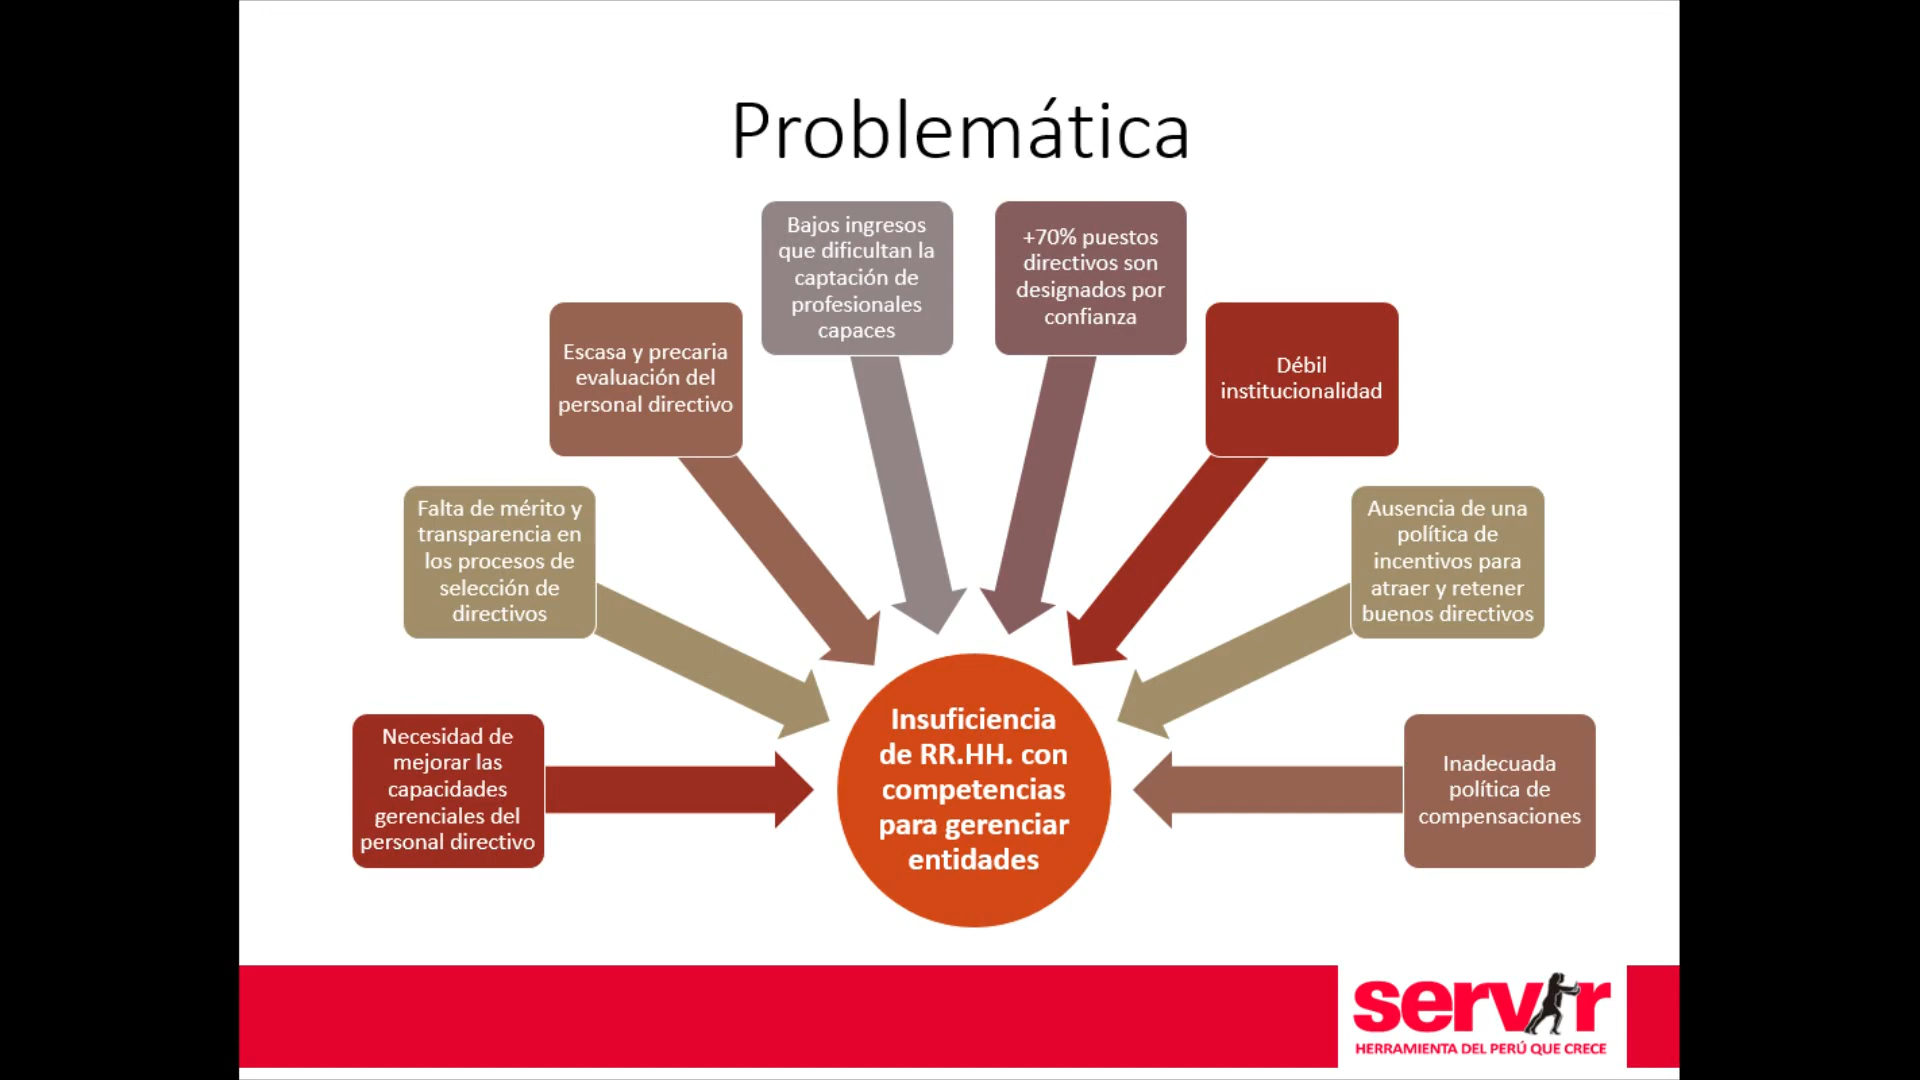 Problemática
Bajos ingresos
que dificultan la
captación de
profesionales
capaces
+70% puestos
directivos son
designados por
confianza
Escasa y precaria
evaluación del
personal directivo
Débil
institucionalidad
Falta de mérito y
transparencia en
los procesos de
selección de
directivos
Ausencia de una
política de
incentivos para
atraer y retener
buenos directivos
Necesidad de
mejorar las
capacidades
gerenciales del
personal directivo
Insuficiencia
de RR.HH. con
competencias
para gerenciar
entidades
Inadecuada
política de
compensaciones
servir
HERRAMIENTA DEL PERÚ QUE CRECE